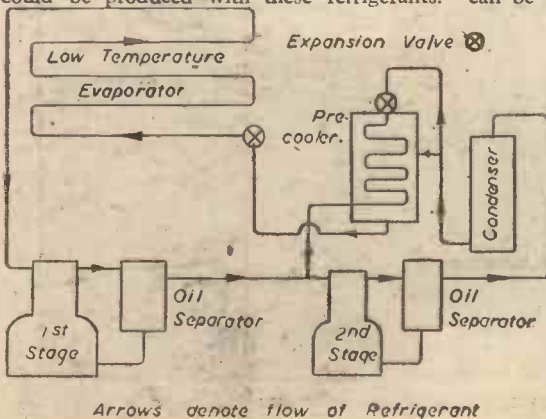 could be produced with these refrigerants. can be
Low Temperature
Evaporator
Expansion Valve
Pre-
cooler.
Condenser
1st
Stage
Oil
Separator
2nd
Stage
Oil
Separator.
Arrows denote flow of Refrigerant